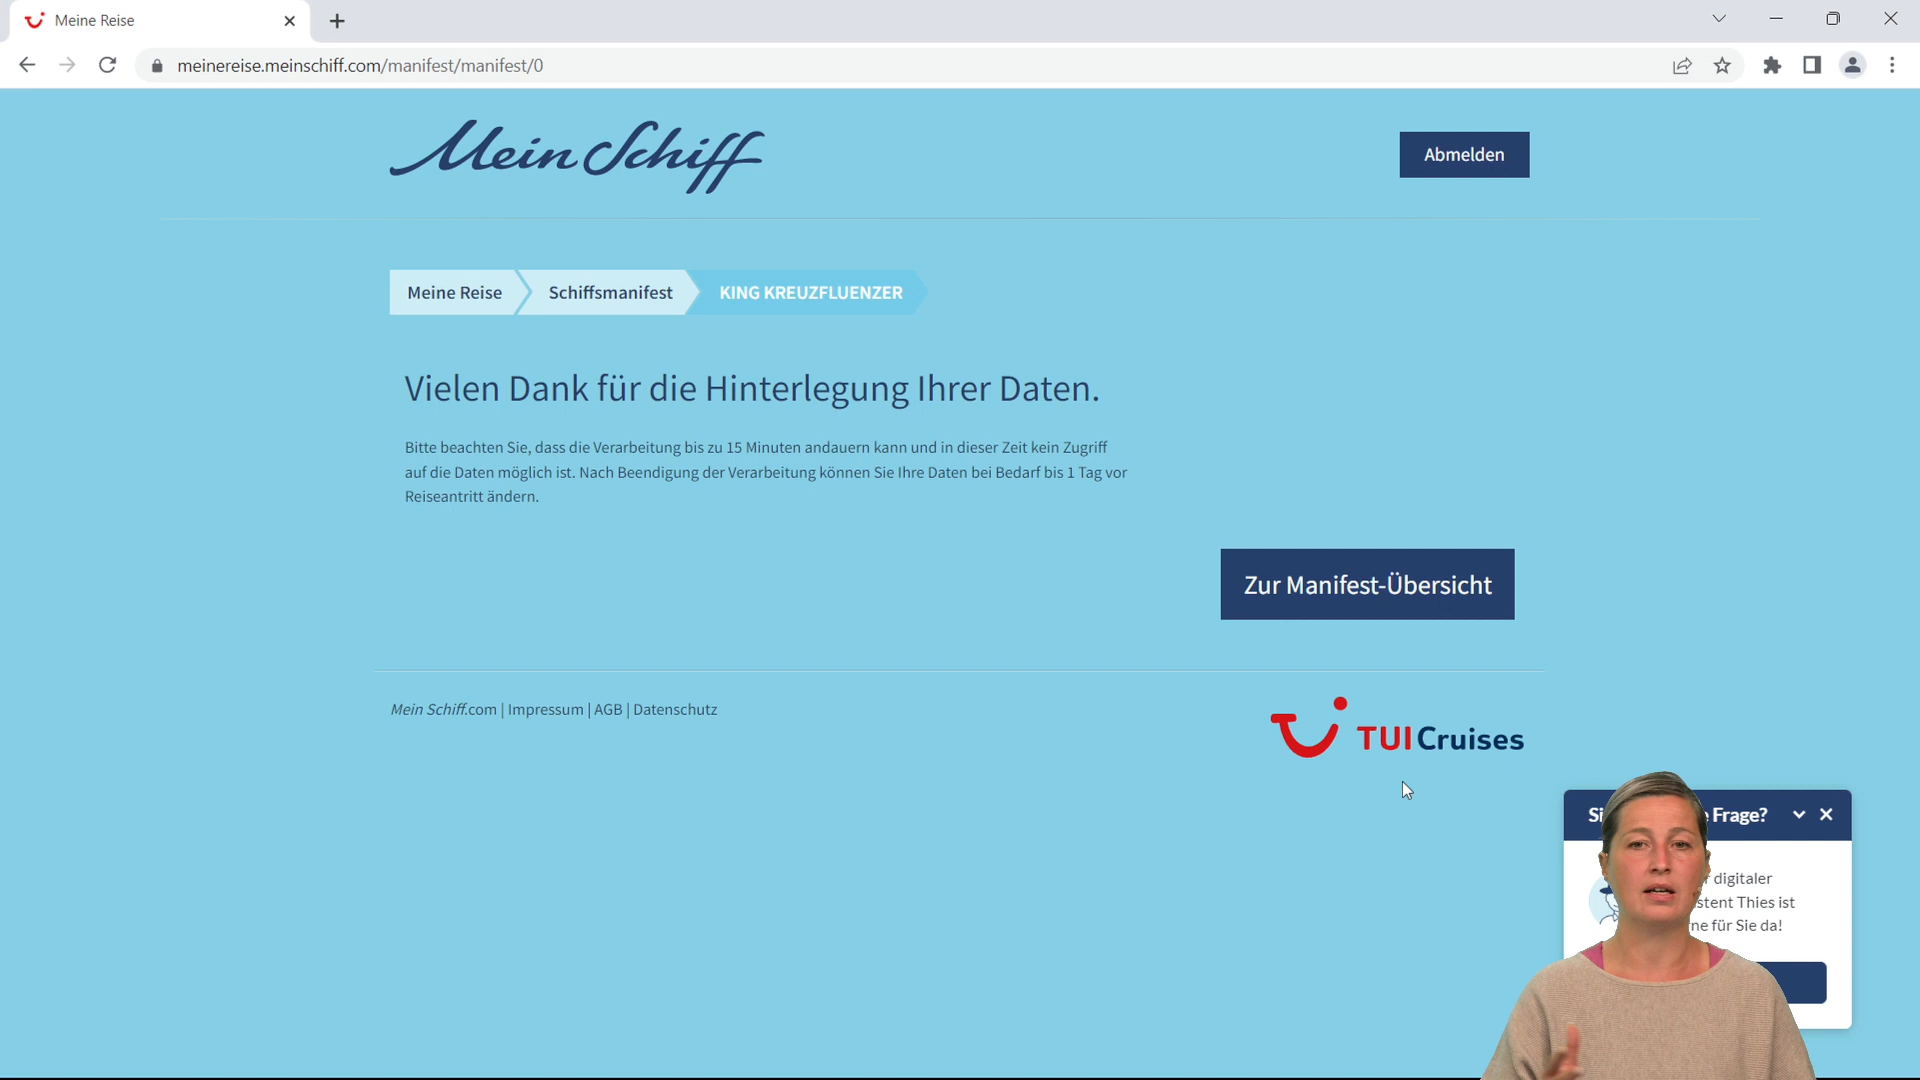 Meine Reise
meinereise.meinschiff.com/manifest/manifest/0
Mein Schiff
Abmelden
Meine Reise
Schiffsmanifest
KING KREUZFLUENZER
Vielen Dank für die Hinterlegung Ihrer Daten.
Bitte beachten Sie, dass die Verarbeitung bis zu 15 Minuten andauern kann und in dieser Zeit kein Zugriff
auf die Daten möglich ist. Nach Beendigung der Verarbeitung können Sie Ihre Daten bei Bedarf bis 1 Tag vor
Reiseantritt ändern.
Zur Manifest-Übersicht
Mein Schiff.com | Impressum | AGB | Datenschutz
TUI Cruises
Frage?
digitaler
Thies ist
für Sie da!